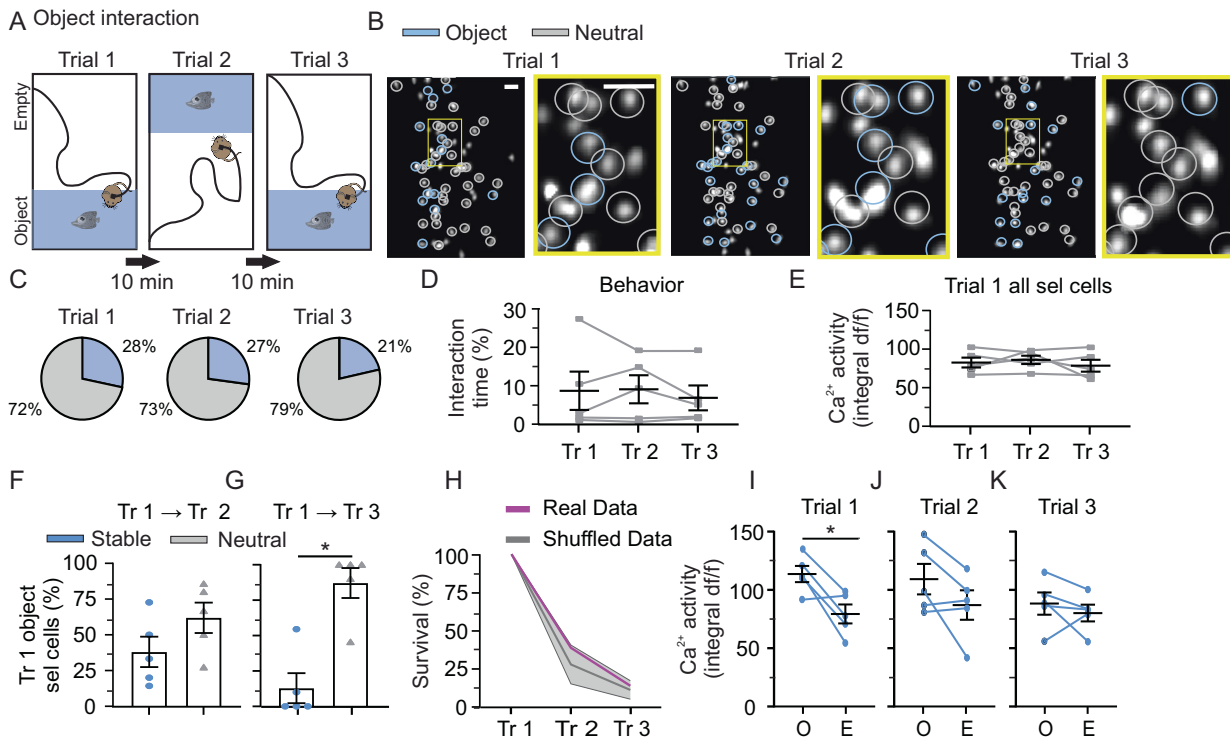 A Object interaction
Trial 1 Trial 2 Trial 3
Empty
Object
10 min 10 min
B Object Neutral
Trial 1 Trial 2 Trial 3
C
Trial 1 Trial 2 Trial 3
28% 27% 21%
72% 73% 79%
D Behavior
Interaction
time (%)
30
20
10
0
Tr 1 Tr 2 Tr 3
E Trial 1 all sel cells
Ca2+ activity
(integral df/f)
150
100
50
0
Tr 1 Tr 2 Tr 3
F Tr 1 → Tr 2
G Tr 1 → Tr 3
Stable Neutral
*
Tr 1 object
sel cells (%)
100
75
50
25
0
100
75
50
25
0
H
Real Data
Shuffled Data
Survival (%)
100
75
50
25
0
Tr 1 Tr 2 Tr 3
I J K
Trial 1 Trial 2 Trial 3
*
Ca2+ activity
(integral df/f)
150
100
50
0
O E O E O E